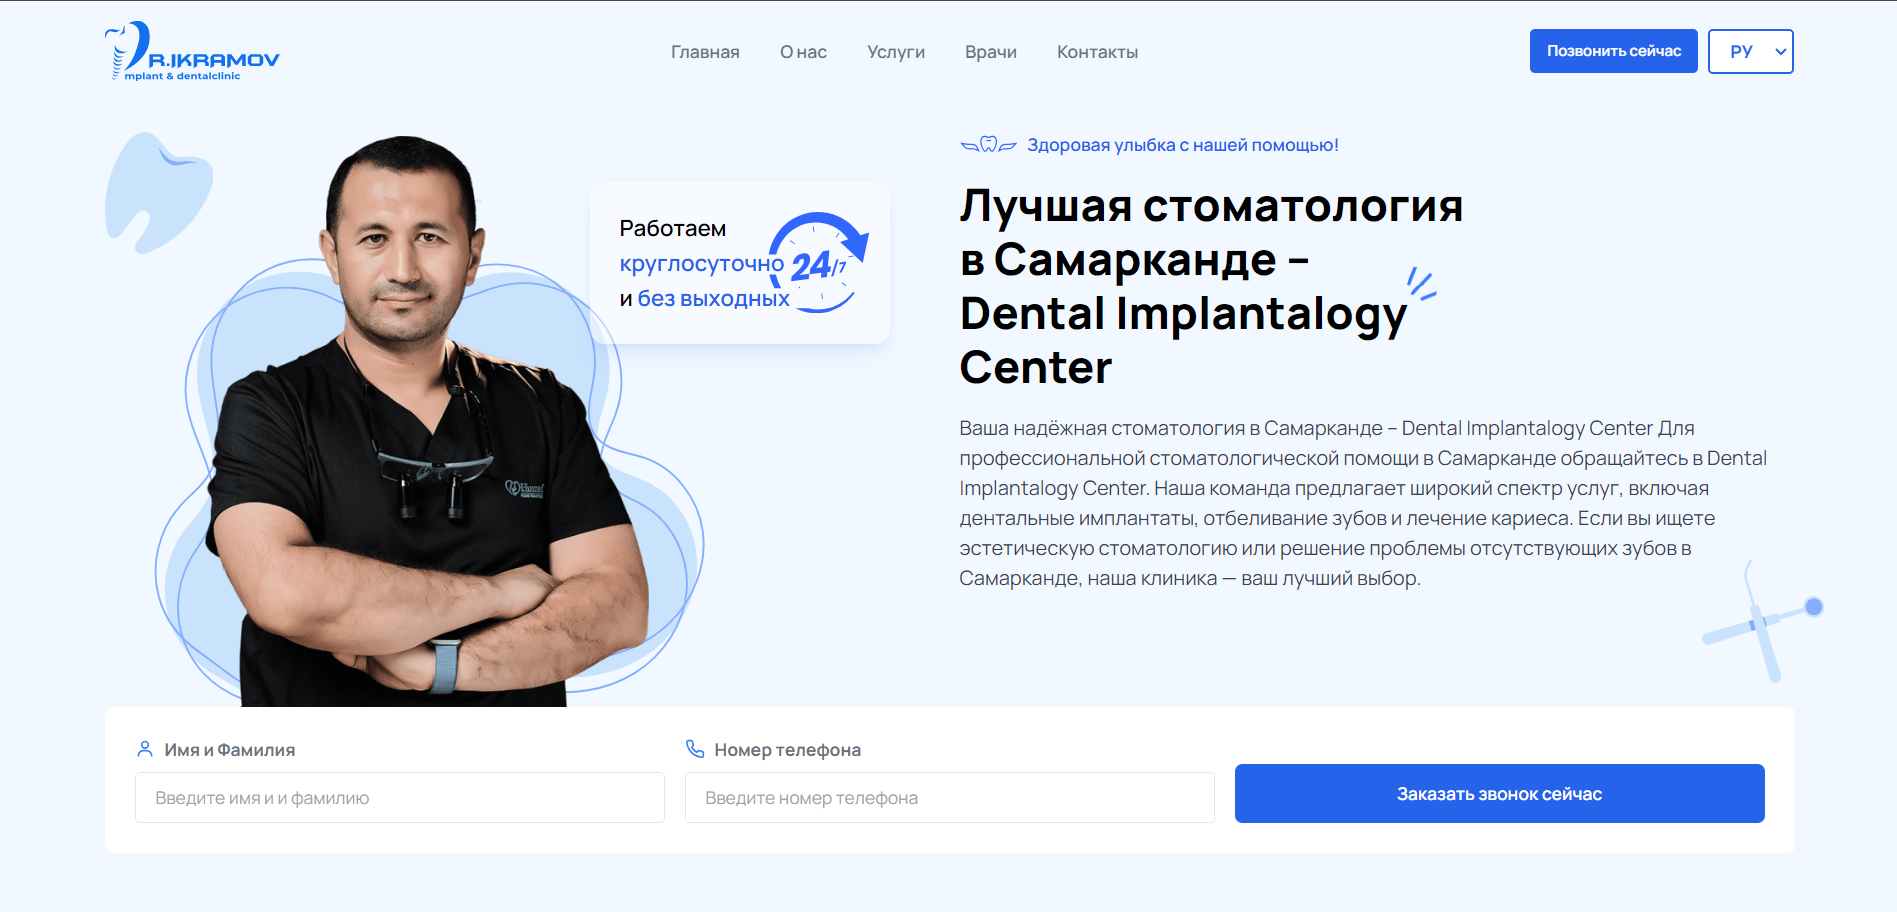 R.IKRAMOV
mplant & dentalclinic
Главная
О нас
Услуги
Врачи
Контакты
Позвонить сейчас
РУ
Работаем
круглосуточно
и без выходных
24/7
Здоровая улыбка с нашей помощью!
Лучшая стоматология
в Самарканде –
Dental Implantalogy
Center
Ваша надёжная стоматология в Самарканде – Dental Implantalogy Center Для
профессиональной стоматологической помощи в Самарканде обращайтесь в Dental
Implantalogy Center. Наша команда предлагает широкий спектр услуг, включая
дентальные имплантаты, отбеливание зубов и лечение кариеса. Если вы ищете
эстетическую стоматологию или решение проблемы отсутствующих зубов в
Самарканде, наша клиника — ваш лучший выбор.
Имя и Фамилия
Введите имя и и фамилию
Номер телефона
Введите номер телефона
Заказать звонок сейчас